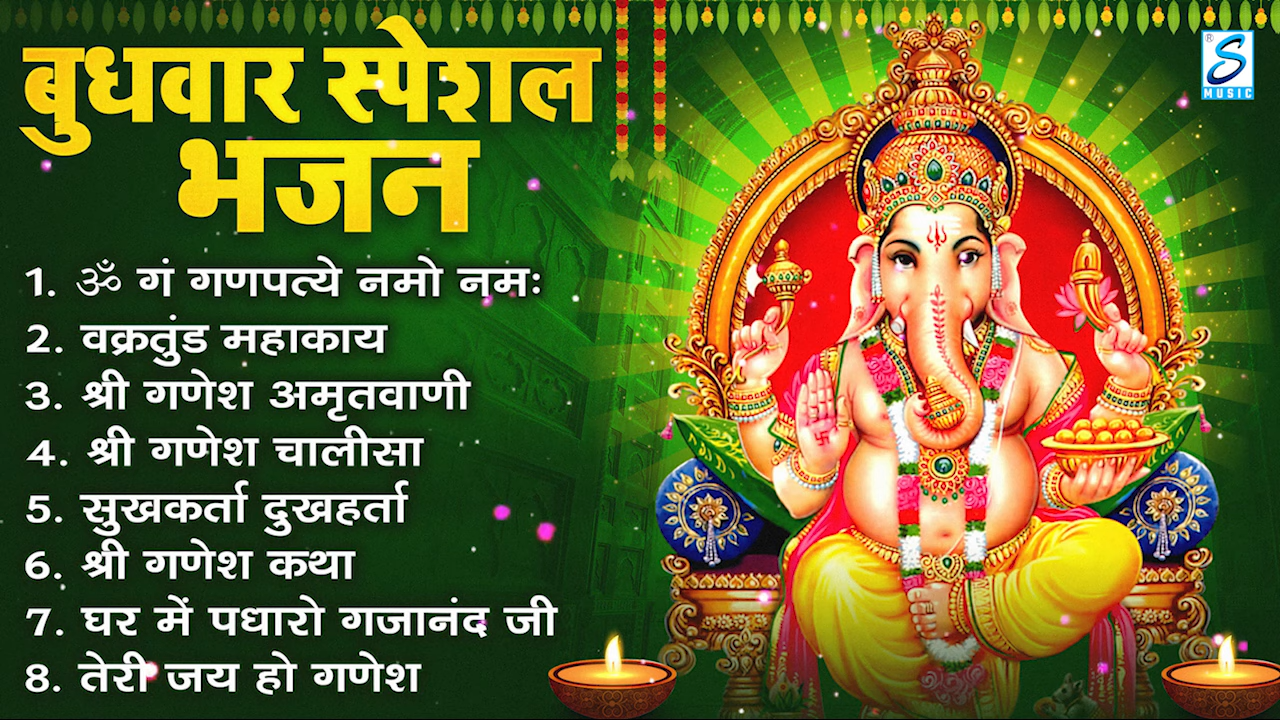 बुधवार स्पेशल
भजन
1. ॐ गं गणपत्ये नमो नमः
2. वक्रतुंड महाकाय
3. श्री गणेश अमृतवाणी
4. श्री गणेश चालीसा
5. सुखकर्ता दुखहर्ता
6. श्री गणेश कथा
7. घर में पधारो गजानंद जी
8. तेरी जय हो गणेश
® S
MUSIC